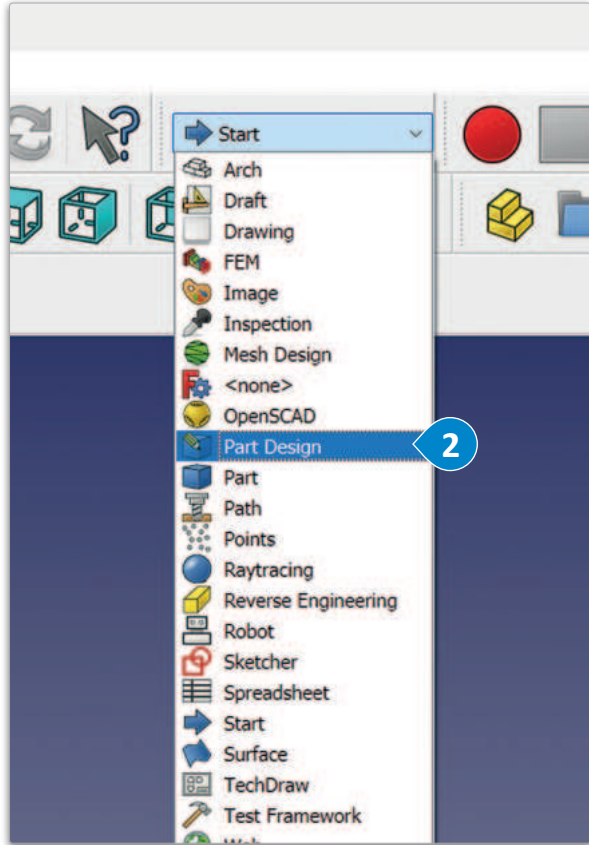 Start
Arch
Draft
Drawing
FEM
Image
Inspection
Mesh Design
<none>
OpenSCAD
Part Design
2
Part
Path
Points
Raytracing
Reverse Engineering
Robot
Sketcher
Spreadsheet
Start
Surface
TechDraw
Test Framework